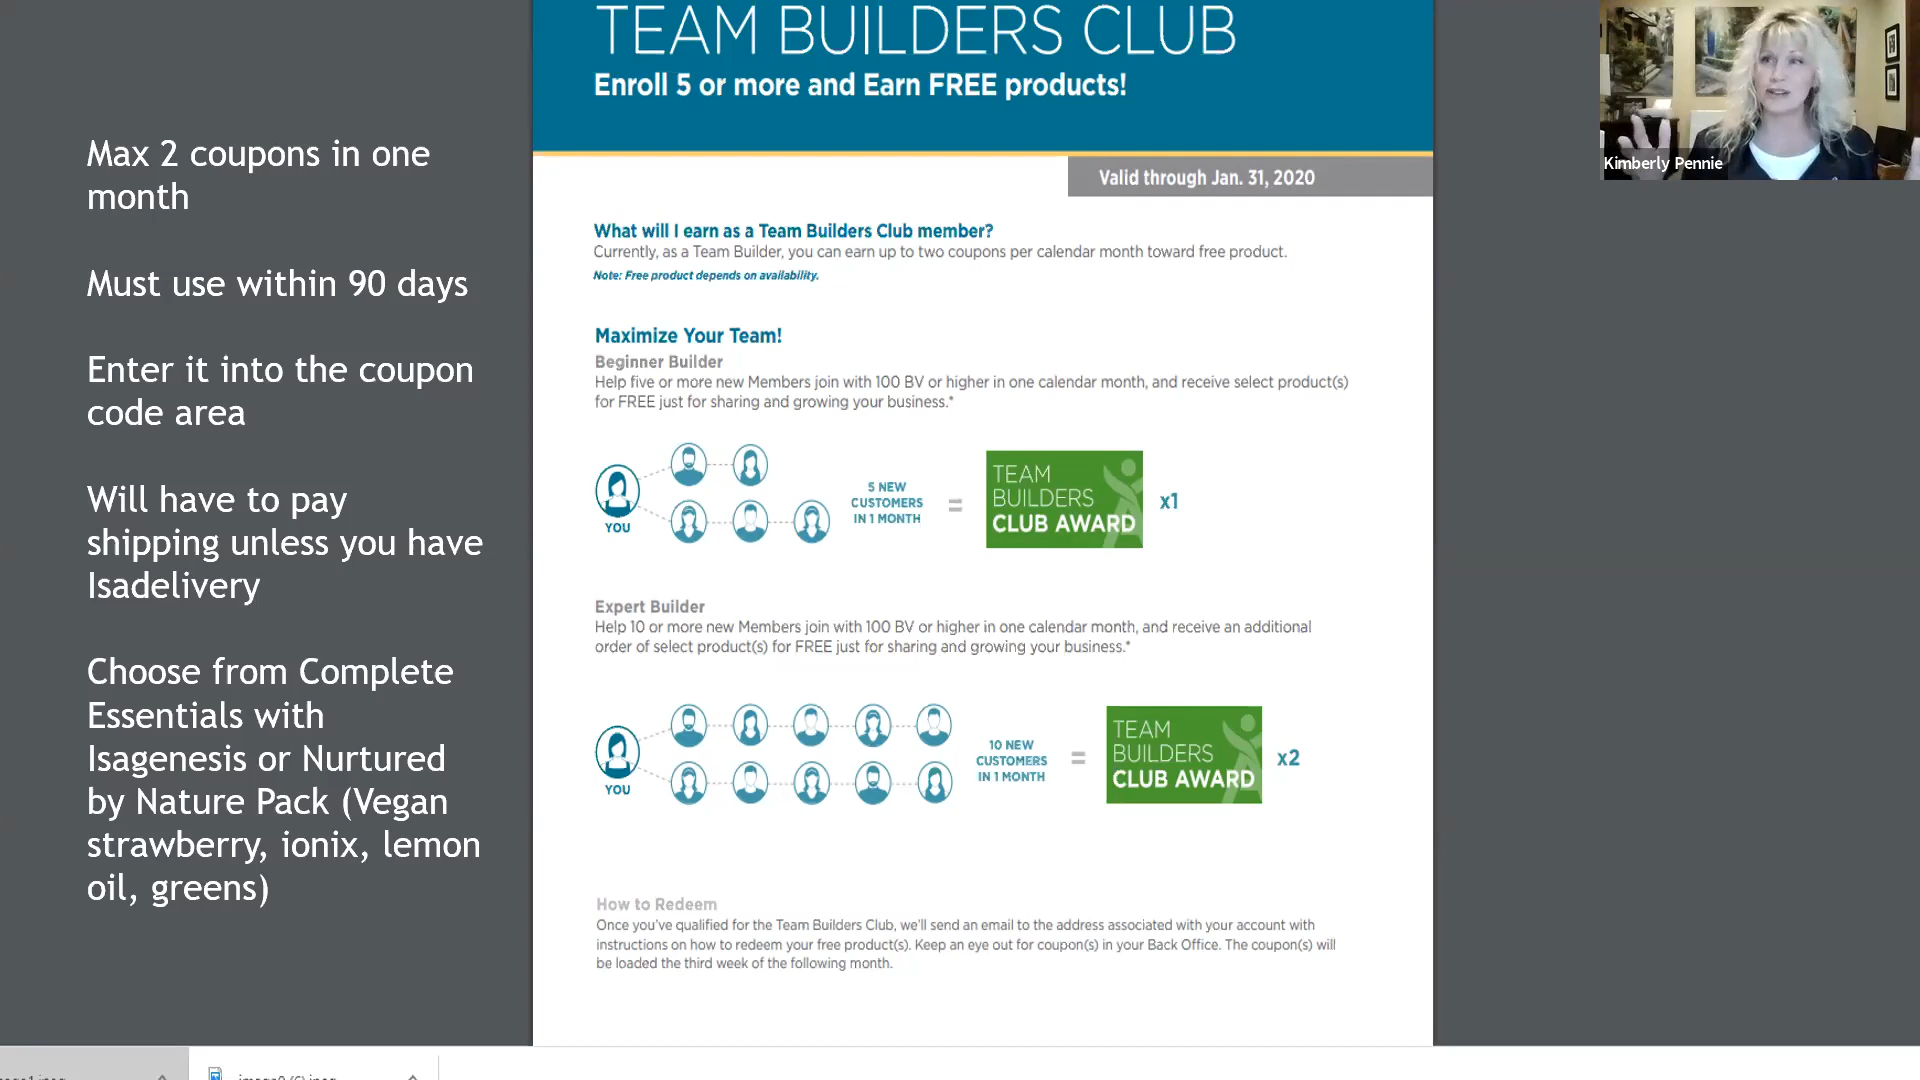 TEAM BUILDERS CLUB
Enroll 5 or more and Earn FREE products!
Valid through Jan. 31, 2020
Kimberly Pennie
Max 2 coupons in one
month
Must use within 90 days
Enter it into the coupon
code area
Will have to pay
shipping unless you have
Isadelivery
Choose from Complete
Essentials with
Isagenesis or Nurtured
by Nature Pack (Vegan
strawberry, ionix, lemon
oil, greens)
What will I earn as a Team Builders Club member?
Currently, as a Team Builder, you can earn up to two coupons per calendar month toward free product.
Note: Free product depends on availability.
Maximize Your Team!
Beginner Builder
Help five or more new Members join with 100 BV or higher in one calendar month, and receive select product(s)
for FREE just for sharing and growing your business.*
YOU
5 NEW
CUSTOMERS
IN 1 MONTH
=
TEAM
BUILDERS
CLUB AWARD
x1
Expert Builder
Help 10 or more new Members join with 100 BV or higher in one calendar month, and receive an additional
order of select product(s) for FREE just for sharing and growing your business.*
YOU
10 NEW
CUSTOMERS
IN 1 MONTH
=
TEAM
BUILDERS
CLUB AWARD
x2
How to Redeem
Once you've qualified for the Team Builders Club, we'll send an email to the address associated with your account with
instructions on how to redeem your free product(s). Keep an eye out for coupon(s) in your Back Office. The coupon(s) will
be loaded the third week of the following month.